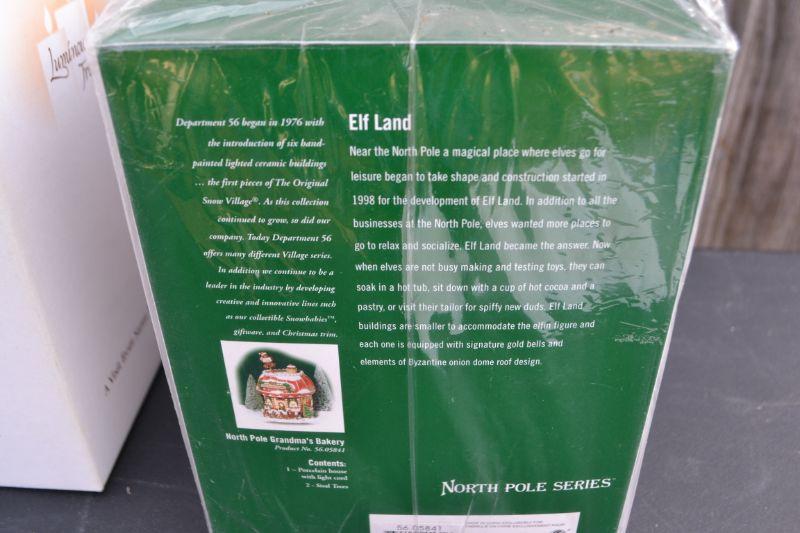 Luminous
Department 56 began in 1976 with
the introduction of six hand-
painted lighted ceramic buildings
... the first pieces of The Original
Snow Village®. As this collection
continued to grow, so did our
company. Today Department 56
offers many different Village series.
In addition we continue to be a
leader in the industry by developing
creative and innovative lines such
as our collectible Snowbabies™,
giftware, and Christmas trim.
North Pole Grandma's Bakery
Product No. 56.05841
Contents:
1 – Porcelain house
with light cord
2 - Sisal Trees
Elf Land
Near the North Pole a magical place where elves go for
leisure began to take shape and construction started in
1998 for the development of Elf Land. In addition to all the
businesses at the North Pole, elves wanted more places to
go to relax and socialize. Elf Land became the answer. Now
when elves are not busy making and testing toys, they can
soak in a hot tub, sit down with a cup of hot cocoa and a
pastry, or visit their tailor for spiffy new duds. Elf Land
buildings are smaller to accommodate the elfin figure and
each one is equipped with signature gold bells and
elements of Byzantine onion dome roof design.
NORTH POLE SERIES™
56.05841
A Visit from